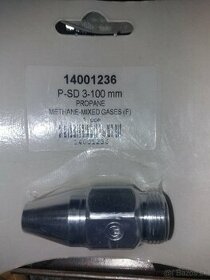 14001236
P-SD 3-100 mm
PROPANE
METHANE-MIXED GASES (F)
14001236